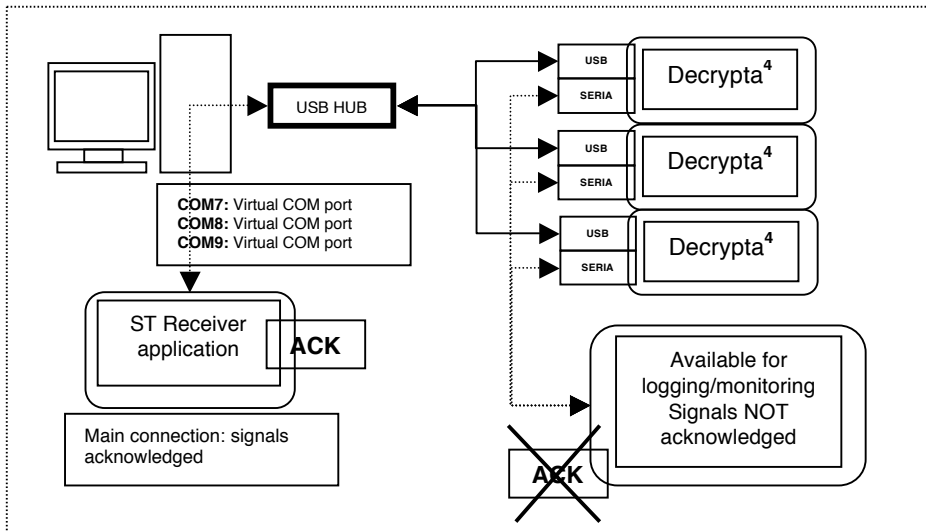 USB HUB
COM7: Virtual COM port
COM8: Virtual COM port
COM9: Virtual COM port
ST Receiver
application
ACK
Main connection: signals
acknowledged
USB
SERIA
Decrypta4
USB
SERIA
Decrypta4
USB
SERIA
Decrypta4
Available for
logging/monitoring
Signals NOT
acknowledged
ACK